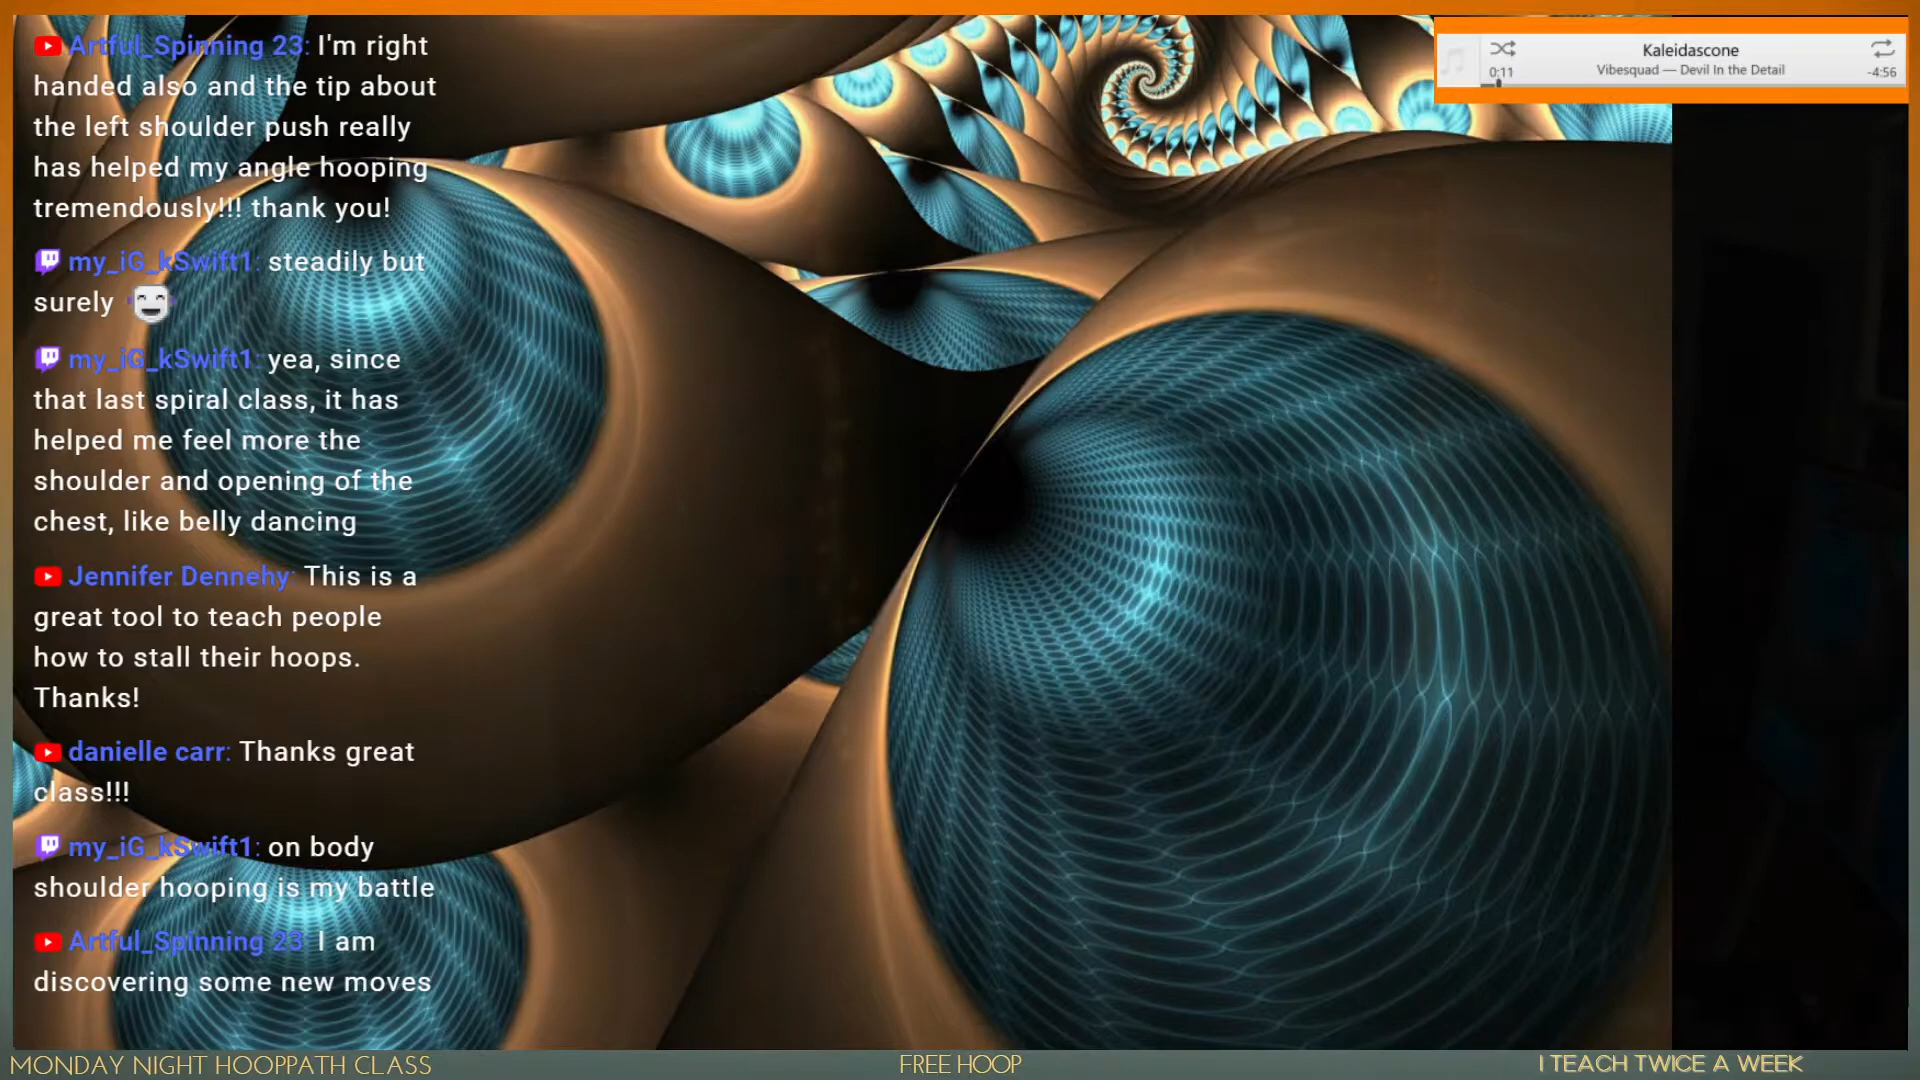 Artful_Spinning 23: I'm right
handed also and the tip about
the left shoulder push really
has helped my angle hooping
tremendously!!! thank you!
my_iG_kSwift1: steadily but
surely
my_iG_kSwift1: yea, since
that last spiral class, it has
helped me feel more the
shoulder and opening of the
chest, like belly dancing
Jennifer Dennehy: This is a
great tool to teach people
how to stall their hoops.
Thanks!
danielle carr: Thanks great
class!!!
my_iG_kSwift1: on body
shoulder hooping is my battle
Artful_Spinning 23: I am
discovering some new moves
Kaleidascone
0:11
Vibesquad — Devil In the Detail
-4:56
MONDAY NIGHT HOOPPATH CLASS
FREE HOOP
I TEACH TWICE A WEEK